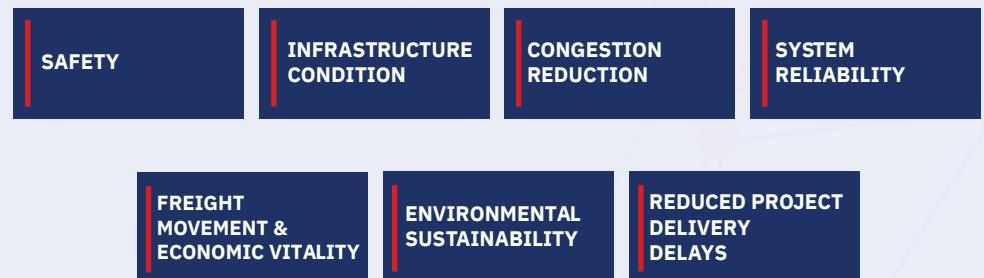 SAFETY
INFRASTRUCTURE
CONDITION
CONGESTION
REDUCTION
SYSTEM
RELIABILITY
FREIGHT
MOVEMENT &
ECONOMIC VITALITY
ENVIRONMENTAL
SUSTAINABILITY
REDUCED PROJECT
DELIVERY
DELAYS